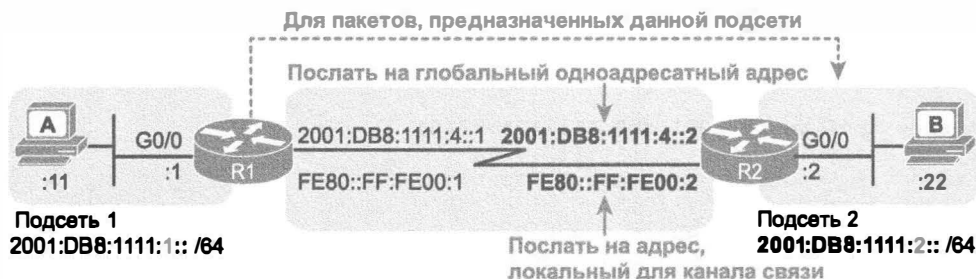 Для пакетов, предназначенных данной подсети
Послать на глобальный одноадресатный адрес
A
G0/0
:11
:1
R1
2001:DB8:1111:4::1
2001:DB8:1111:4::2
FE80::FF:FE00:1
FE80::FF:FE00:2
R2
G0/0
:2
B
:22
Подсеть 1
2001:DB8:1111:1:: /64
Подсеть 2
2001:DB8:1111:2:: /64
Послать на адрес,
локальный для канала связи